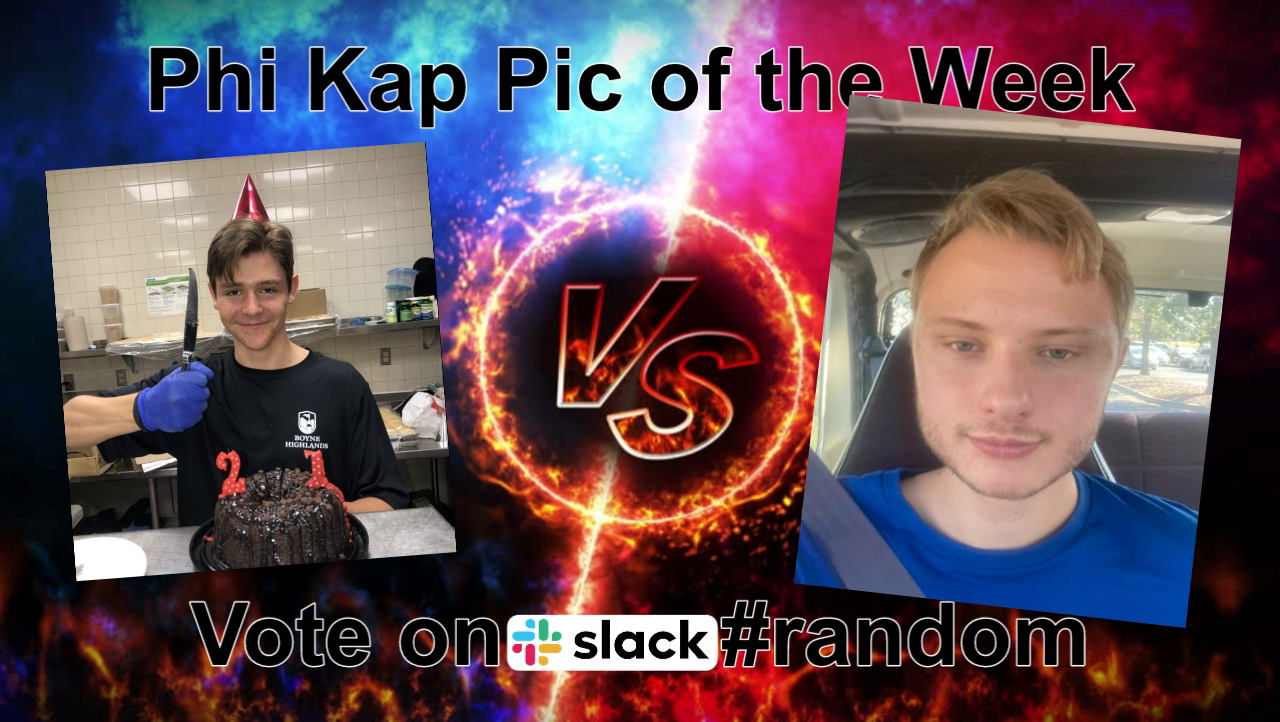 Phi Kap Pic of the Week
VS
BOYNE
HIGHLANDS
21
Vote on slack #random